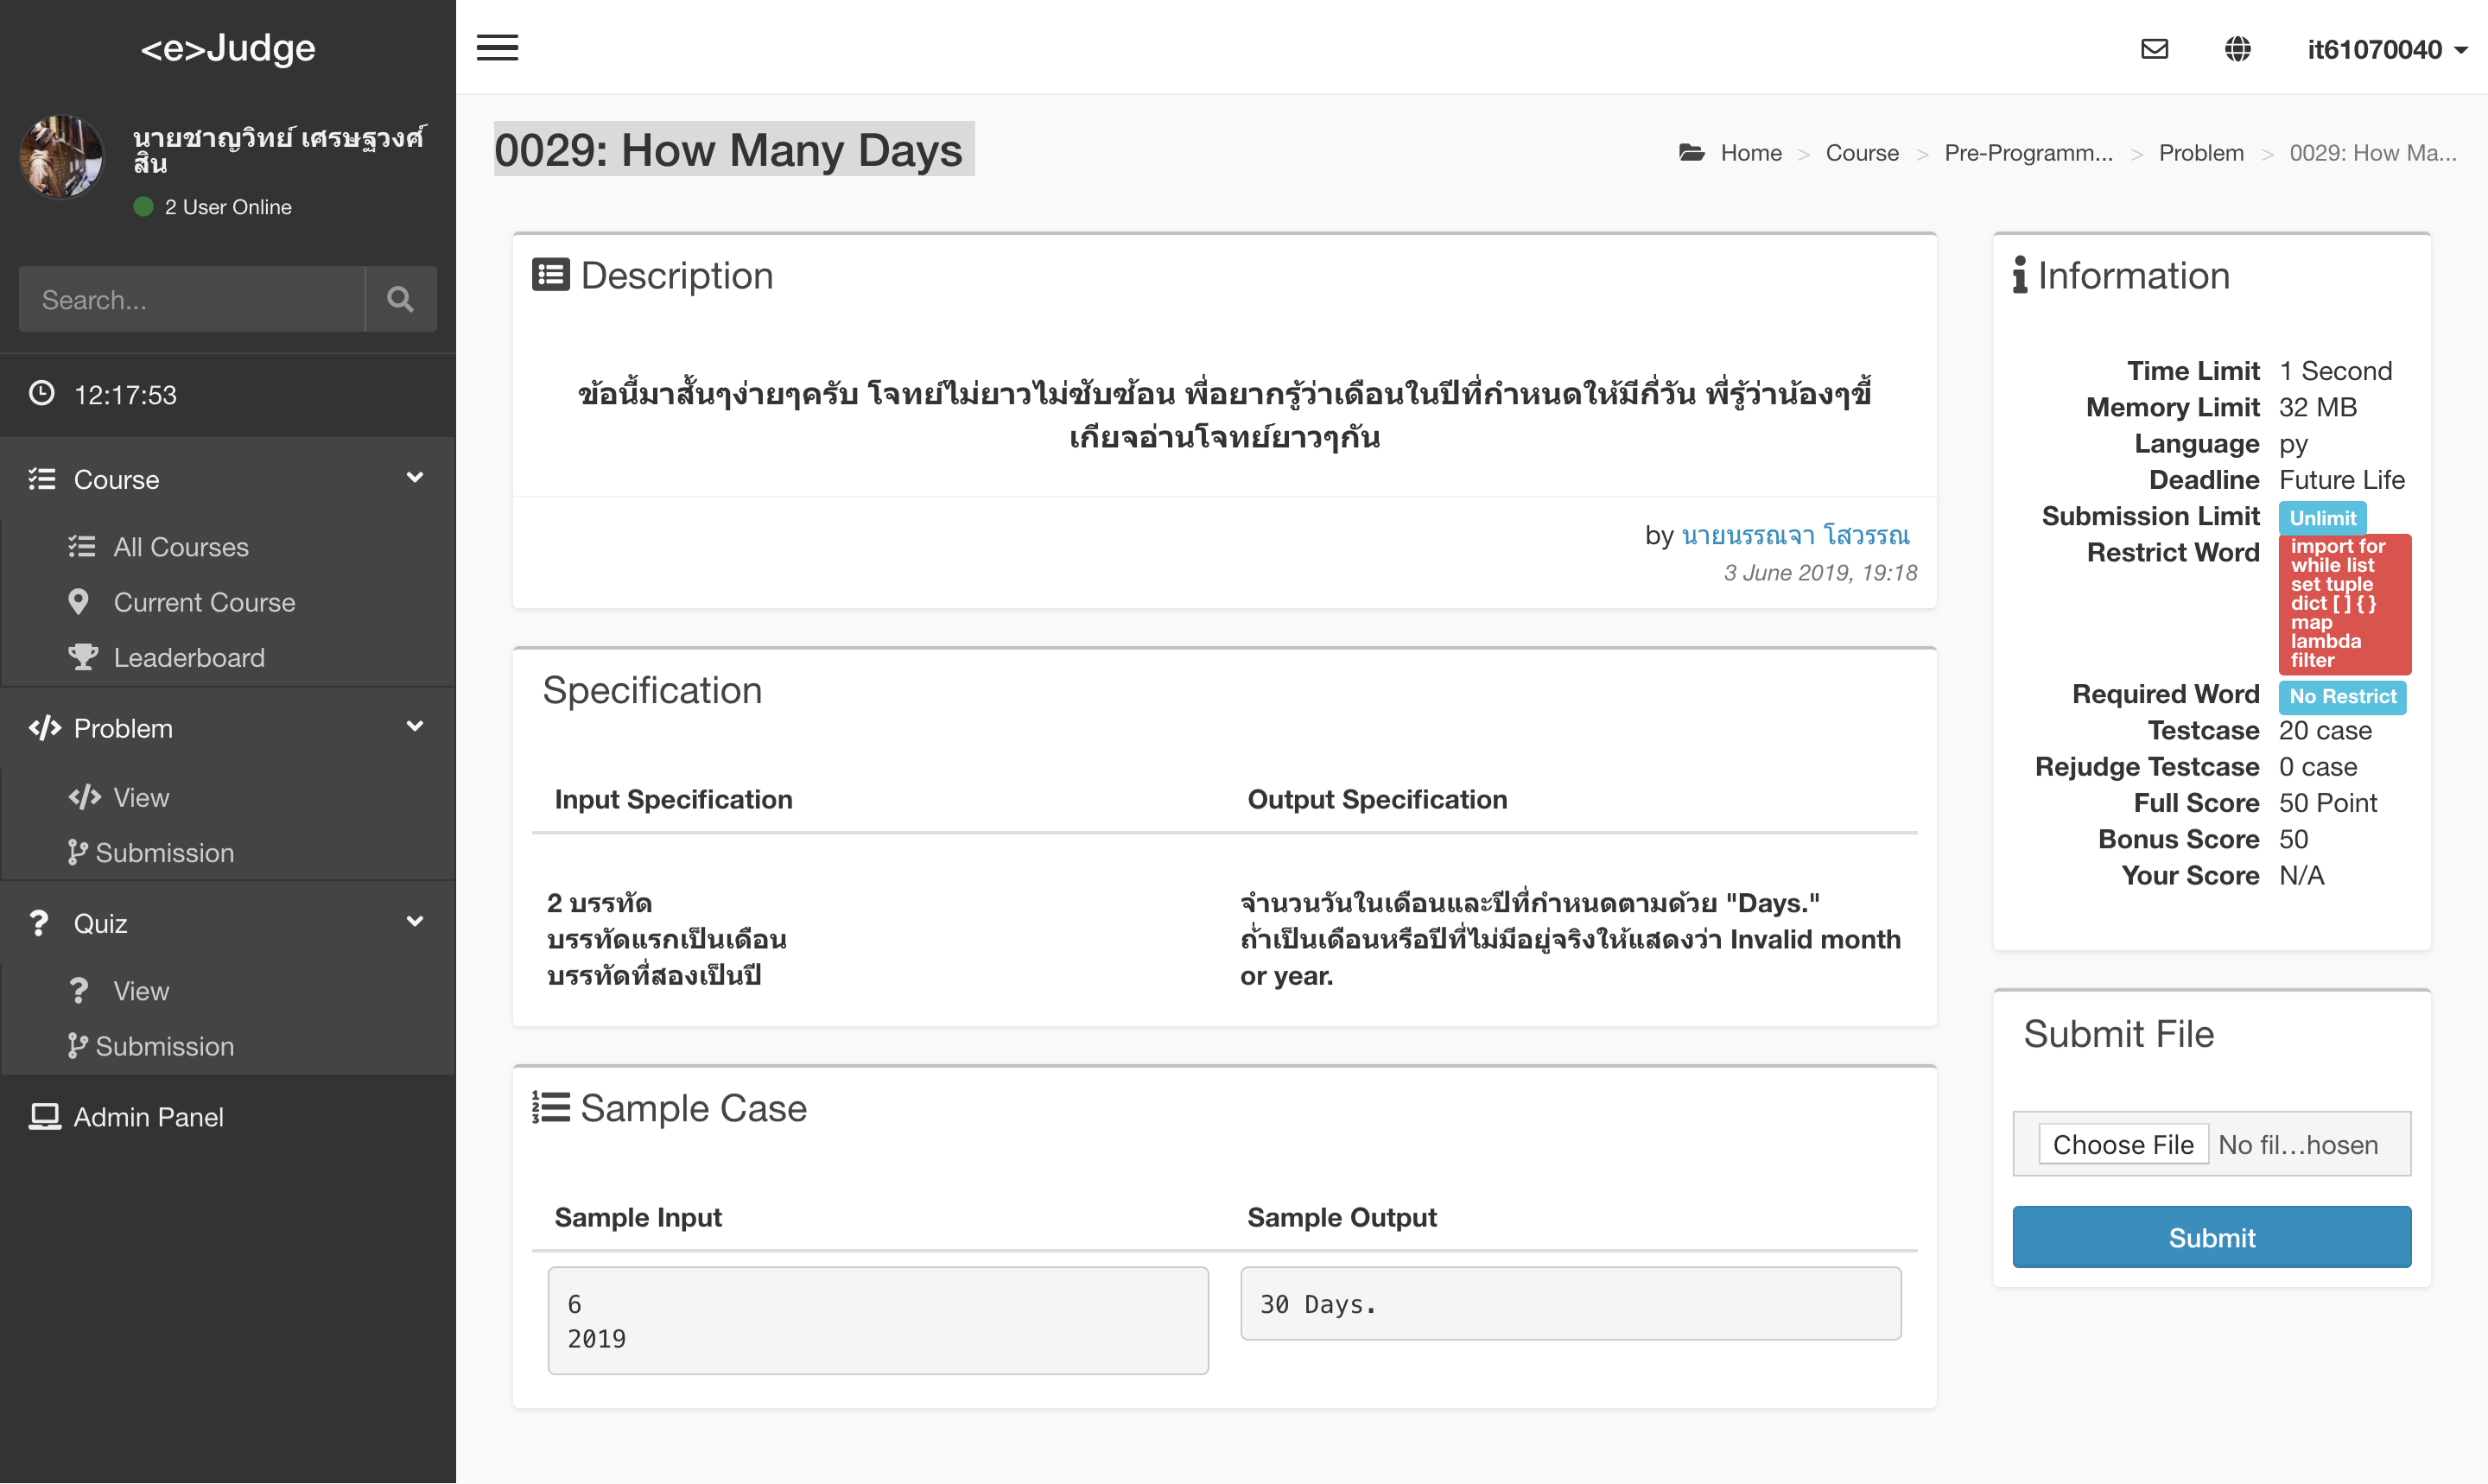 <e>Judge
นายชาญวิทย์ เศรษฐวงศ์
สิน
2 User Online
Search...
12:17:53
Course
All Courses
Current Course
Leaderboard
Problem
View
Submission
Quiz
View
Submission
Admin Panel
it61070040
0029: How Many Days
Home > Course > Pre-Programm... > Problem > 0029: How Ma...
Description
ข้อนี้มาสั้นๆง่ายๆครับ โจทย์ไม่ยาวไม่ซับซ้อน พี่อยากรู้ว่าเดือนในปีที่กำหนดให้มีกี่วัน พี่รู้ว่าน้องๆขี้
เกียจอ่านโจทย์ยาวๆกัน
by นายนรรณจา โสวรรณ
3 June 2019, 19:18
Specification
Input Specification
Output Specification
2 บรรทัด
บรรทัดแรกเป็นเดือน
บรรทัดที่สองเป็นปี
จำนวนวันในเดือนและปีที่กำหนดตามด้วย "Days."
ถ้าเป็นเดือนหรือปีที่ไม่มีอยู่จริงให้แสดงว่า Invalid month
or year.
Sample Case
Sample Input
Sample Output
6
2019
30 Days.
Information
Time Limit 1 Second
Memory Limit 32 MB
Language py
Deadline Future Life
Submission Limit Unlimit
Restrict Word import for
while list
set tuple
dict [ ] { }
map
lambda
filter
Required Word No Restrict
Testcase 20 case
Rejudge Testcase 0 case
Full Score 50 Point
Bonus Score 50
Your Score N/A
Submit File
Choose File No fil...hosen
Submit